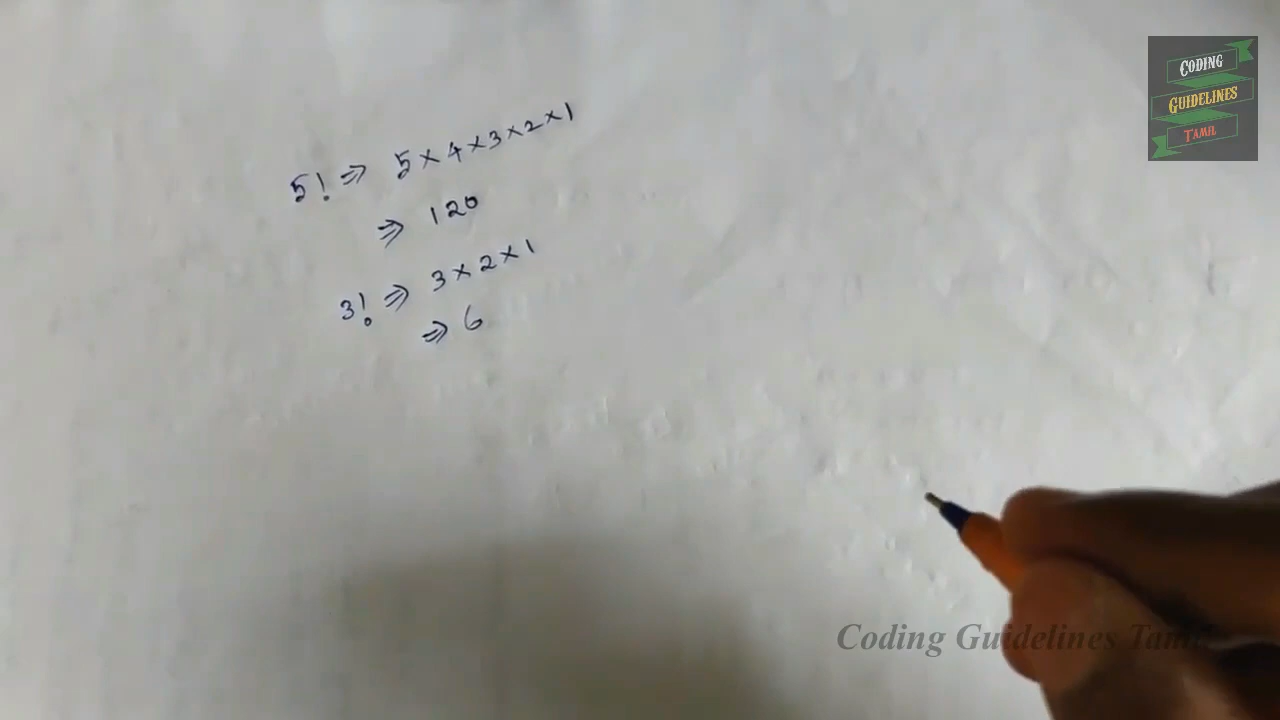 5! ⇒ 5 × 4 × 3 × 2 × 1
⇒ 120
3! ⇒ 3 × 2 × 1
⇒ 6
CODING
GUIDELINES
TAMIL
Coding Guidelines Tamil